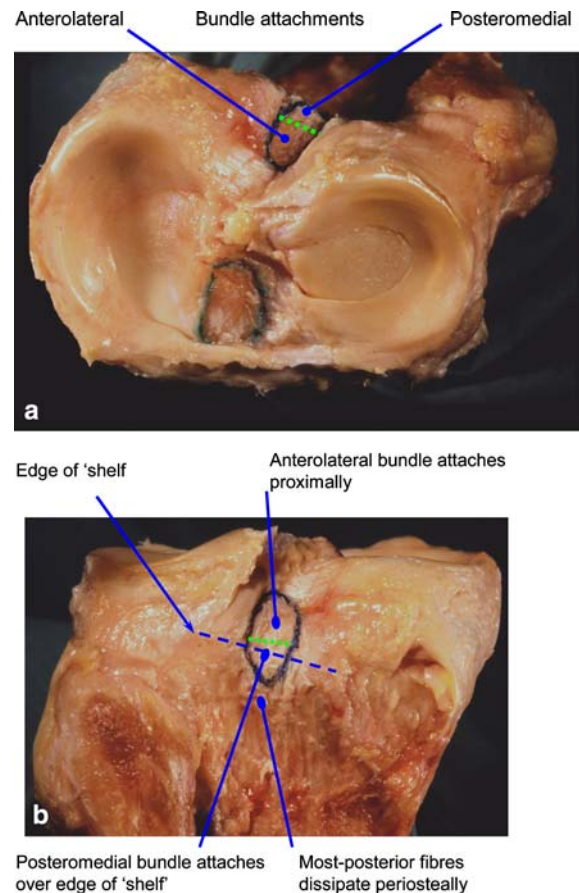 Anterolateral
Bundle attachments
Posteromedial
a
Edge of 'shelf
Anterolateral bundle attaches
proximally
b
Posteromedial bundle attaches
over edge of 'shelf'
Most-posterior fibres
dissipate periosteally